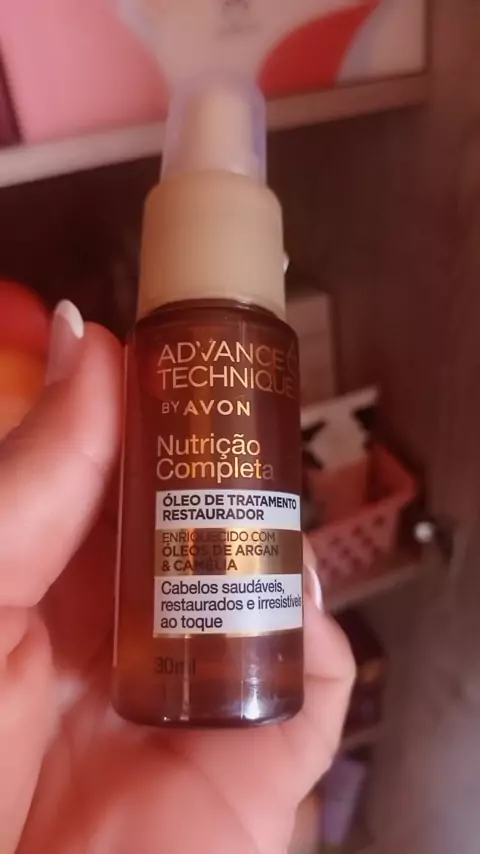 ADVANCE
TECHNIQUE
BY AVON
Nutrição
Completa
ÓLEO DE TRATAMENTO
RESTAURADOR
ENRIQUECIDO COM
ÓLEOS DE ARGAN
& CAMÉLIA
Cabelos saudáveis,
restaurados e irresistíveis
ao toque
30ml